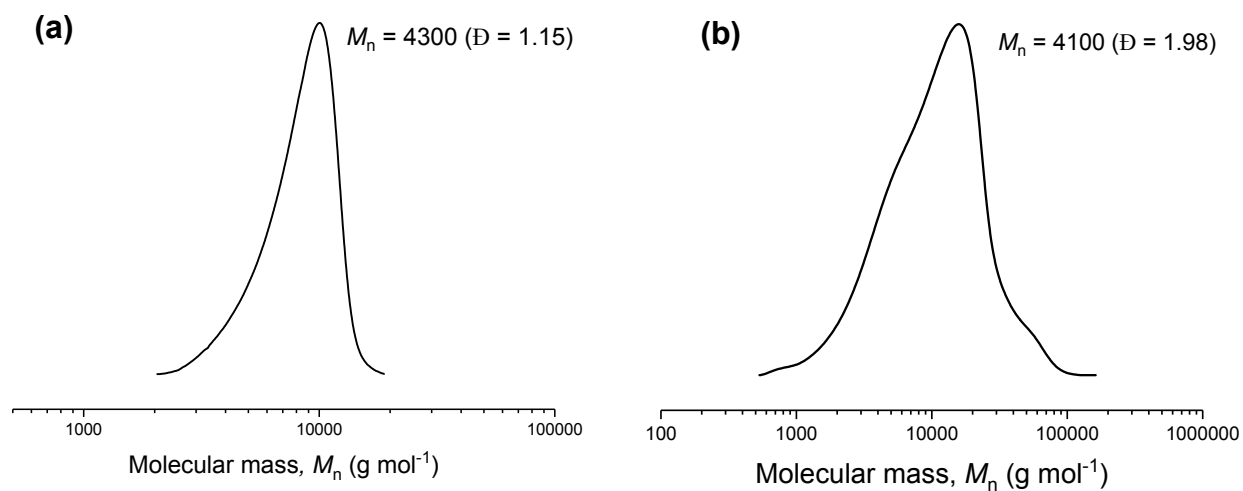 (a)
Mn = 4300 (Đ = 1.15)
1000 10000 100000
Molecular mass, Mn (g mol-1)
(b)
Mn = 4100 (Đ = 1.98)
100 1000 10000 100000 1000000
Molecular mass, Mn (g mol-1)